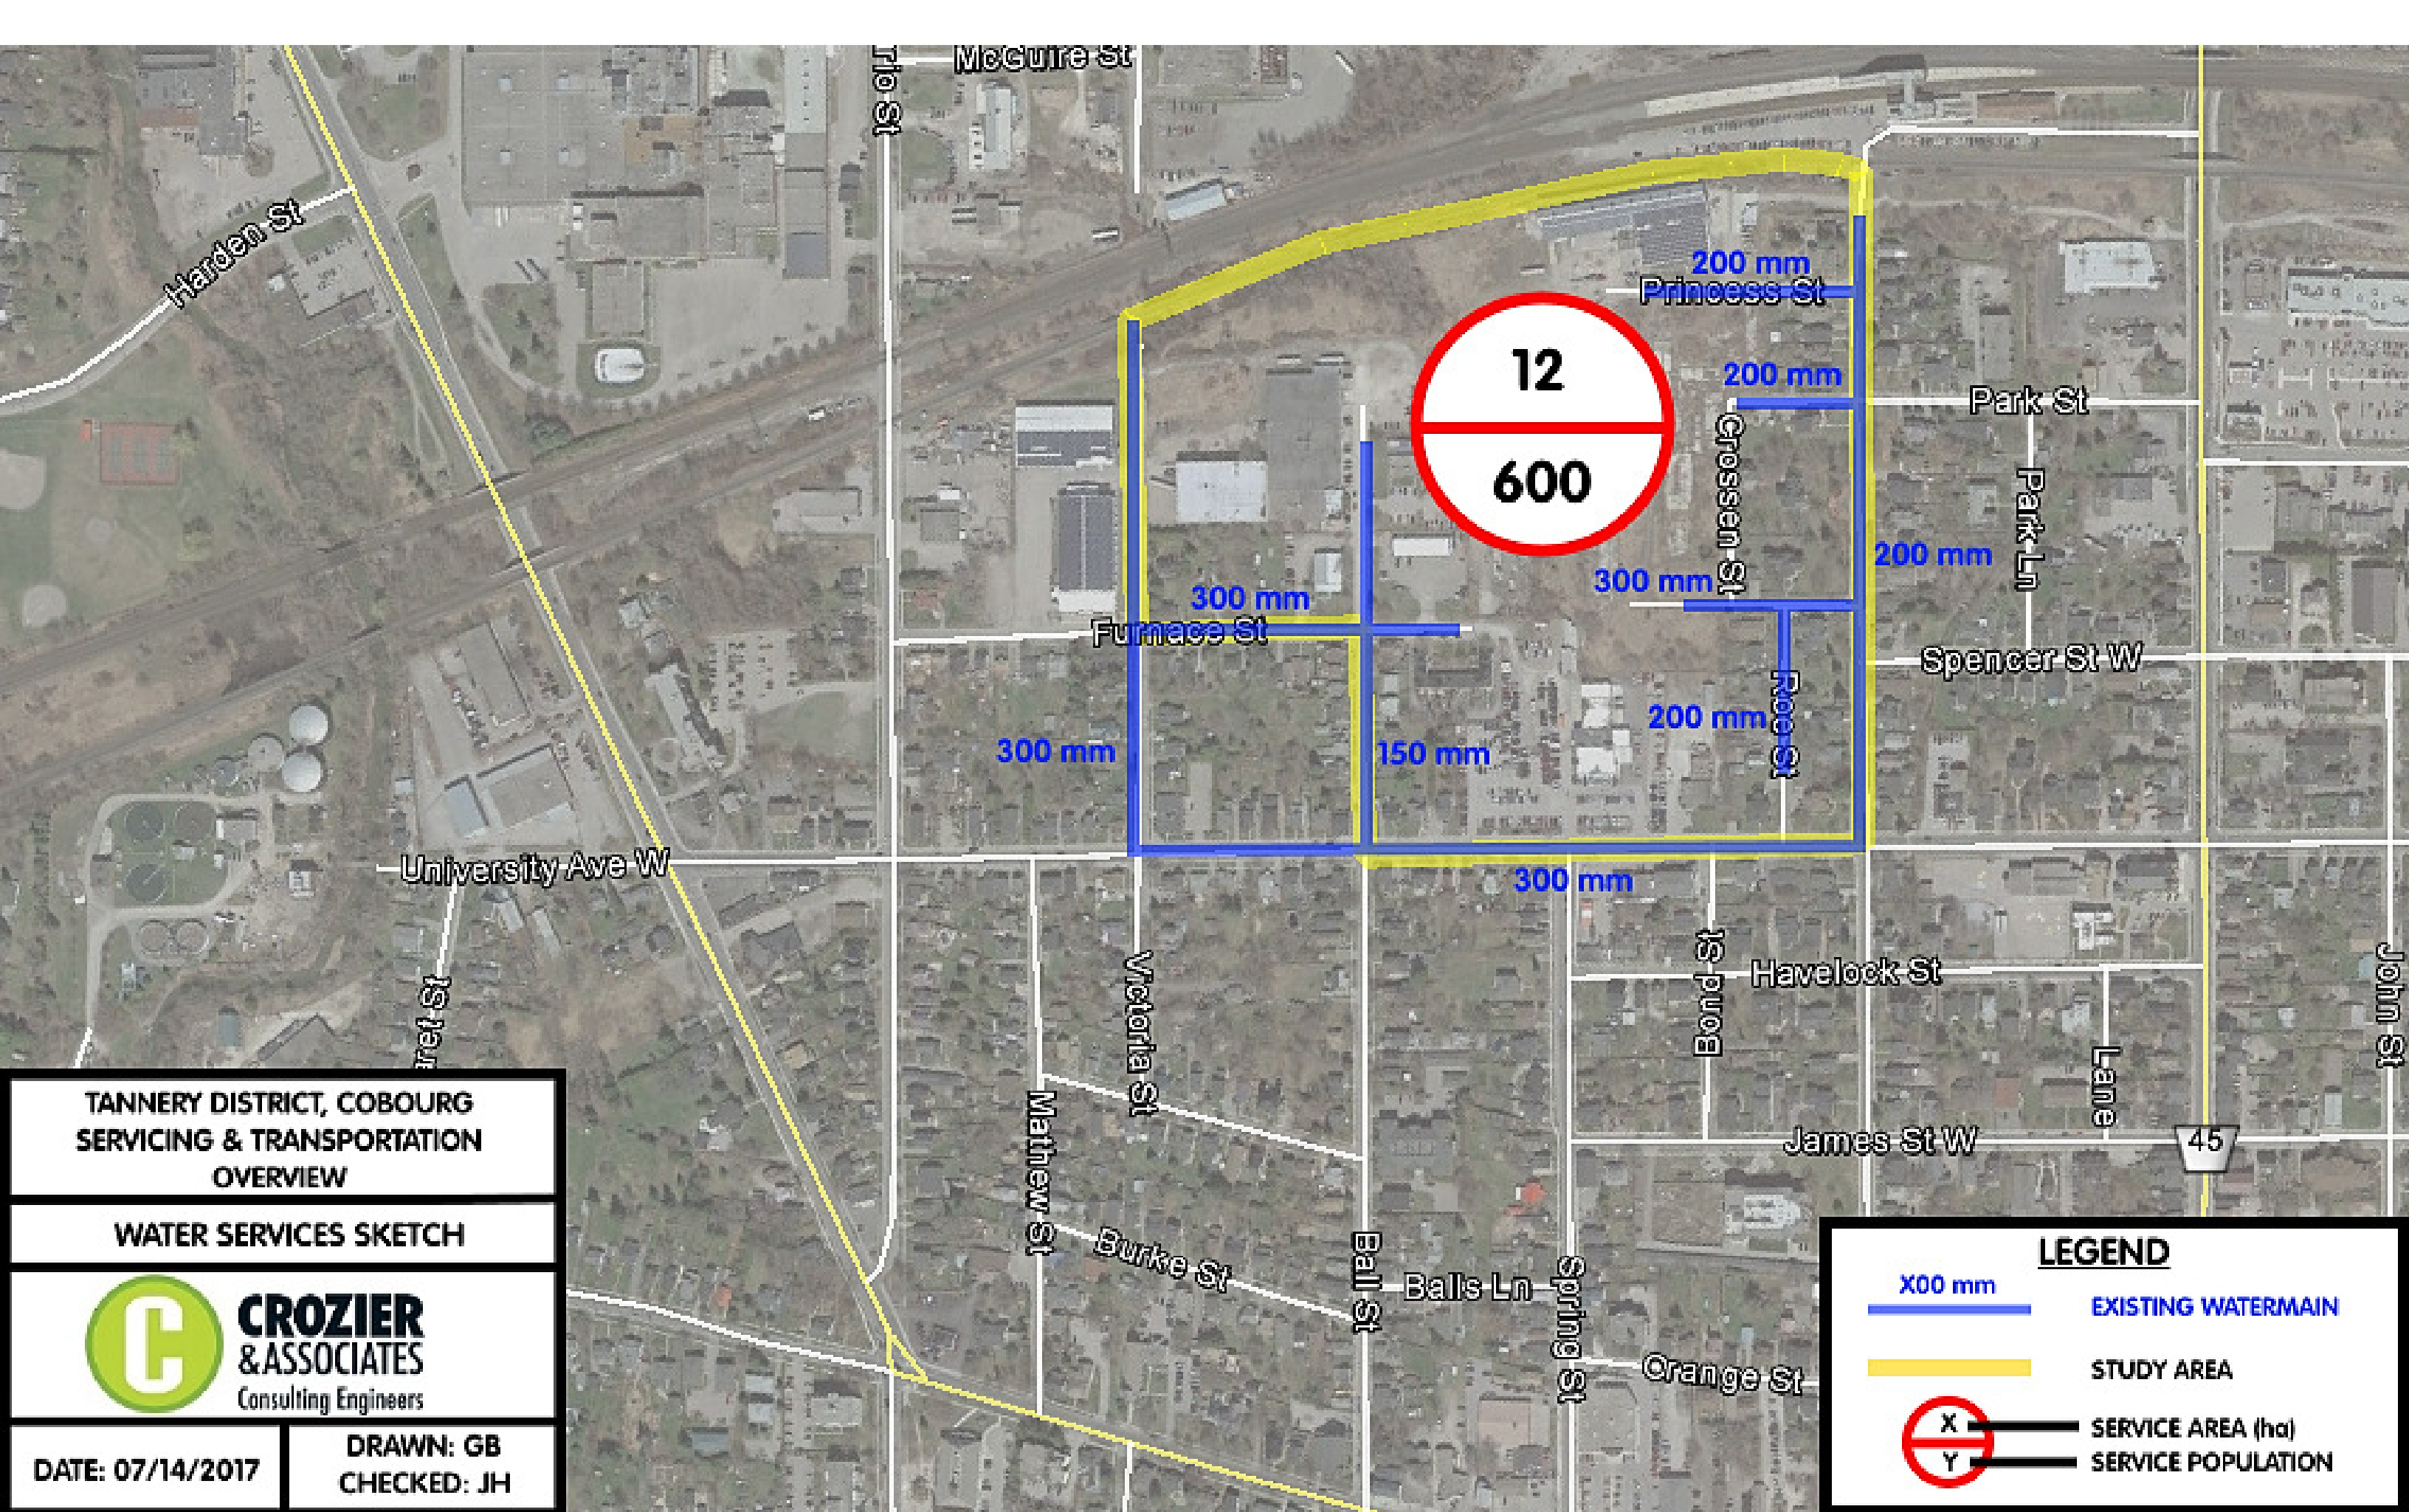 McGuire St
rio St
Harden St
200 mm
Princess St
12
600
200 mm
Park St
Crossen St
Park Ln
200 mm
300 mm
300 mm
Furnace St
Spencer St W
Rose St
200 mm
300 mm
150 mm
University Ave W
300 mm
Victoria St
Bond St
Havelock St
John St
Lane
James St W
45
Mathew St
Burke St
Ball St
Balls Ln
Spring St
Orange St
TANNERY DISTRICT, COBOURG
SERVICING & TRANSPORTATION
OVERVIEW
WATER SERVICES SKETCH
C
CROZIER
& ASSOCIATES
Consulting Engineers
DATE: 07/14/2017
DRAWN: GB
CHECKED: JH
LEGEND
X00 mm
EXISTING WATERMAIN
STUDY AREA
X
SERVICE AREA (ha)
Y
SERVICE POPULATION